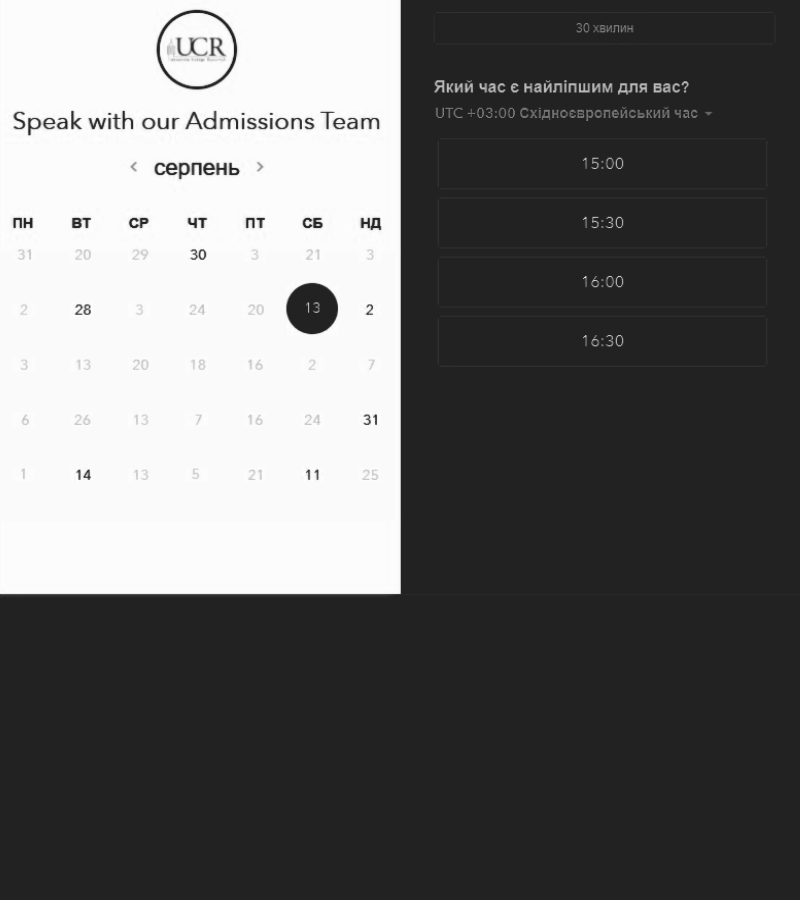 UCR
Speak with our Admissions Team
‹ серпень ›
ПН ВТ СР ЧТ ПТ СБ НД
31 20 29 30 3 21 3
2 28 3 24 20 13 2
3 13 20 18 16 2 7
6 26 13 7 16 24 31
1 14 13 5 21 11 25
30 хвилин
Який час є найліпшим для вас?
UTC +03:00 Східноєвропейський час
15:00
15:30
16:00
16:30